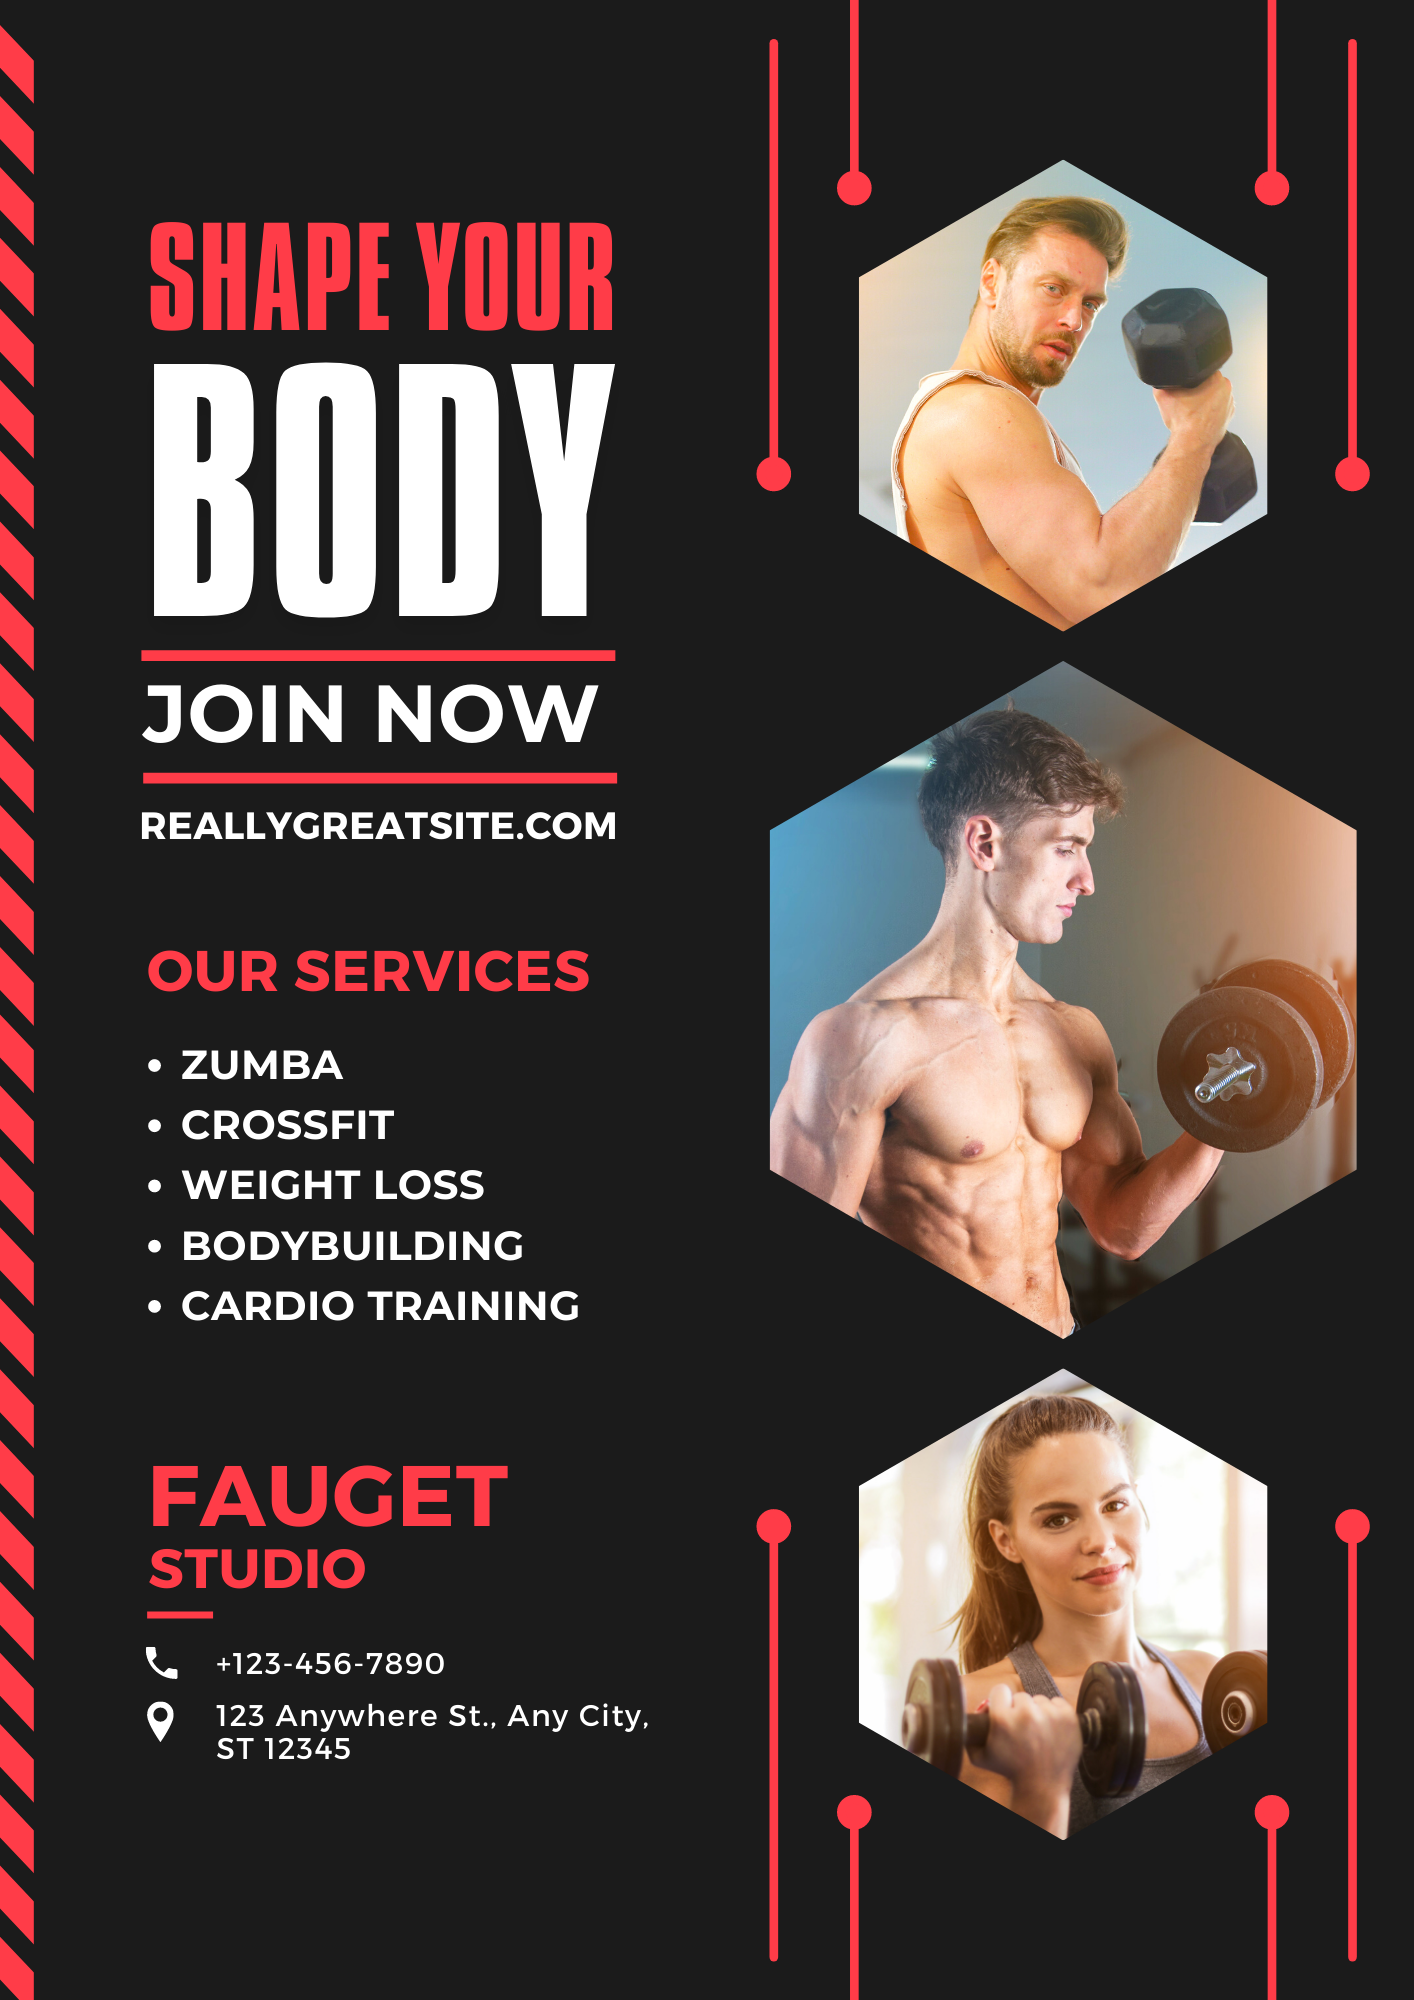 SHAPE YOUR
BODY
JOIN NOW
REALLYGREATSITE.COM
OUR SERVICES
• ZUMBA
• CROSSFIT
• WEIGHT LOSS
• BODYBUILDING
• CARDIO TRAINING
FAUGET
STUDIO
+123-456-7890
123 Anywhere St., Any City,
ST 12345